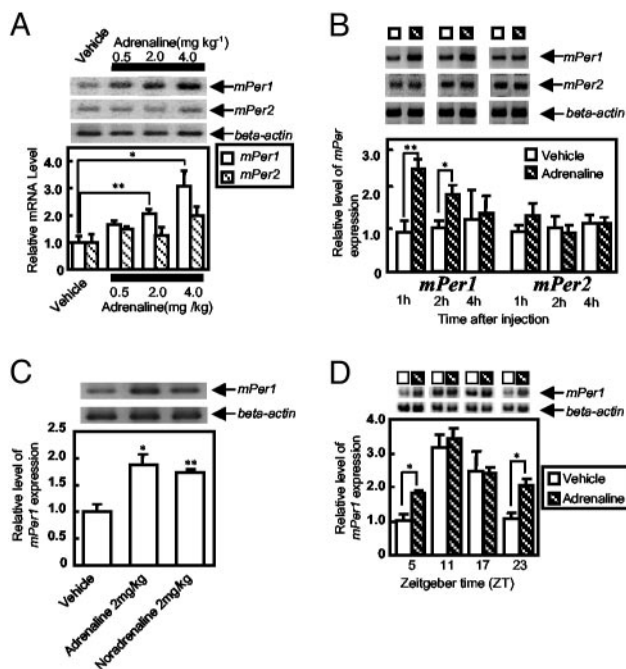 A
Vehicle
Adrenaline(mg kg⁻¹)
0.5 2.0 4.0
mPer1
mPer2
beta-actin
Relative mRNA Level
4.0
3.0
2.0
1.0
*
**
mPer1
mPer2
Vehicle
0.5 2.0 4.0
Adrenaline(mg /kg)
B
mPer1
mPer2
beta-actin
Relative level of mPer
expression
3.0
2.0
1.0
**
*
Vehicle
Adrenaline
mPer1 mPer2
1h 2h 4h 1h 2h 4h
Time after injection
C
mPer1
beta-actin
Relative level of
mPer1 expression
2.5
2.0
1.5
1.0
0.5
0
*
**
Vehicle
Adrenaline 2mg/kg
Noradrenaline 2mg/kg
D
mPer1
beta-actin
Relative level of
mPer1 expression
4.0
3.0
2.0
1.0
*
*
Vehicle
Adrenaline
5 11 17 23
Zeitgeber time (ZT)